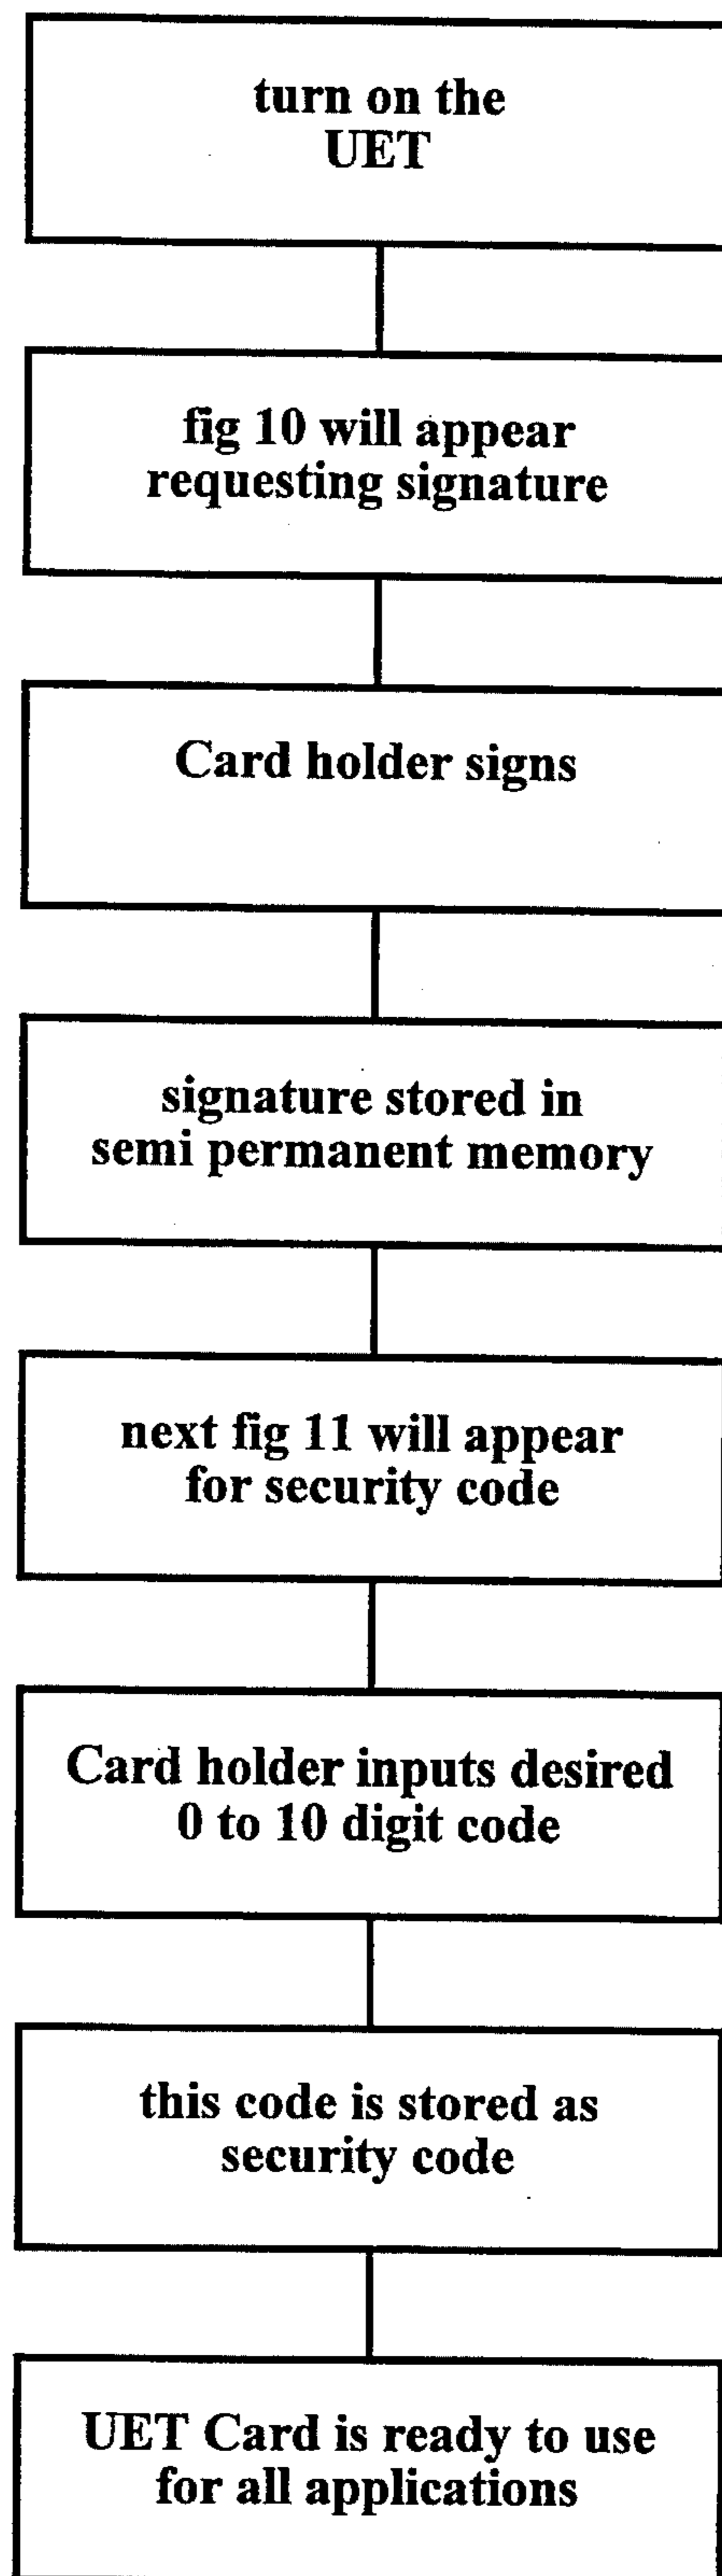 turn on the
UET
fig 10 will appear
requesting signature
Card holder signs
signature stored in
semi permanent memory
next fig 11 will appear
for security code
Card holder inputs desired
0 to 10 digit code
this code is stored as
security code
UET Card is ready to use
for all applications